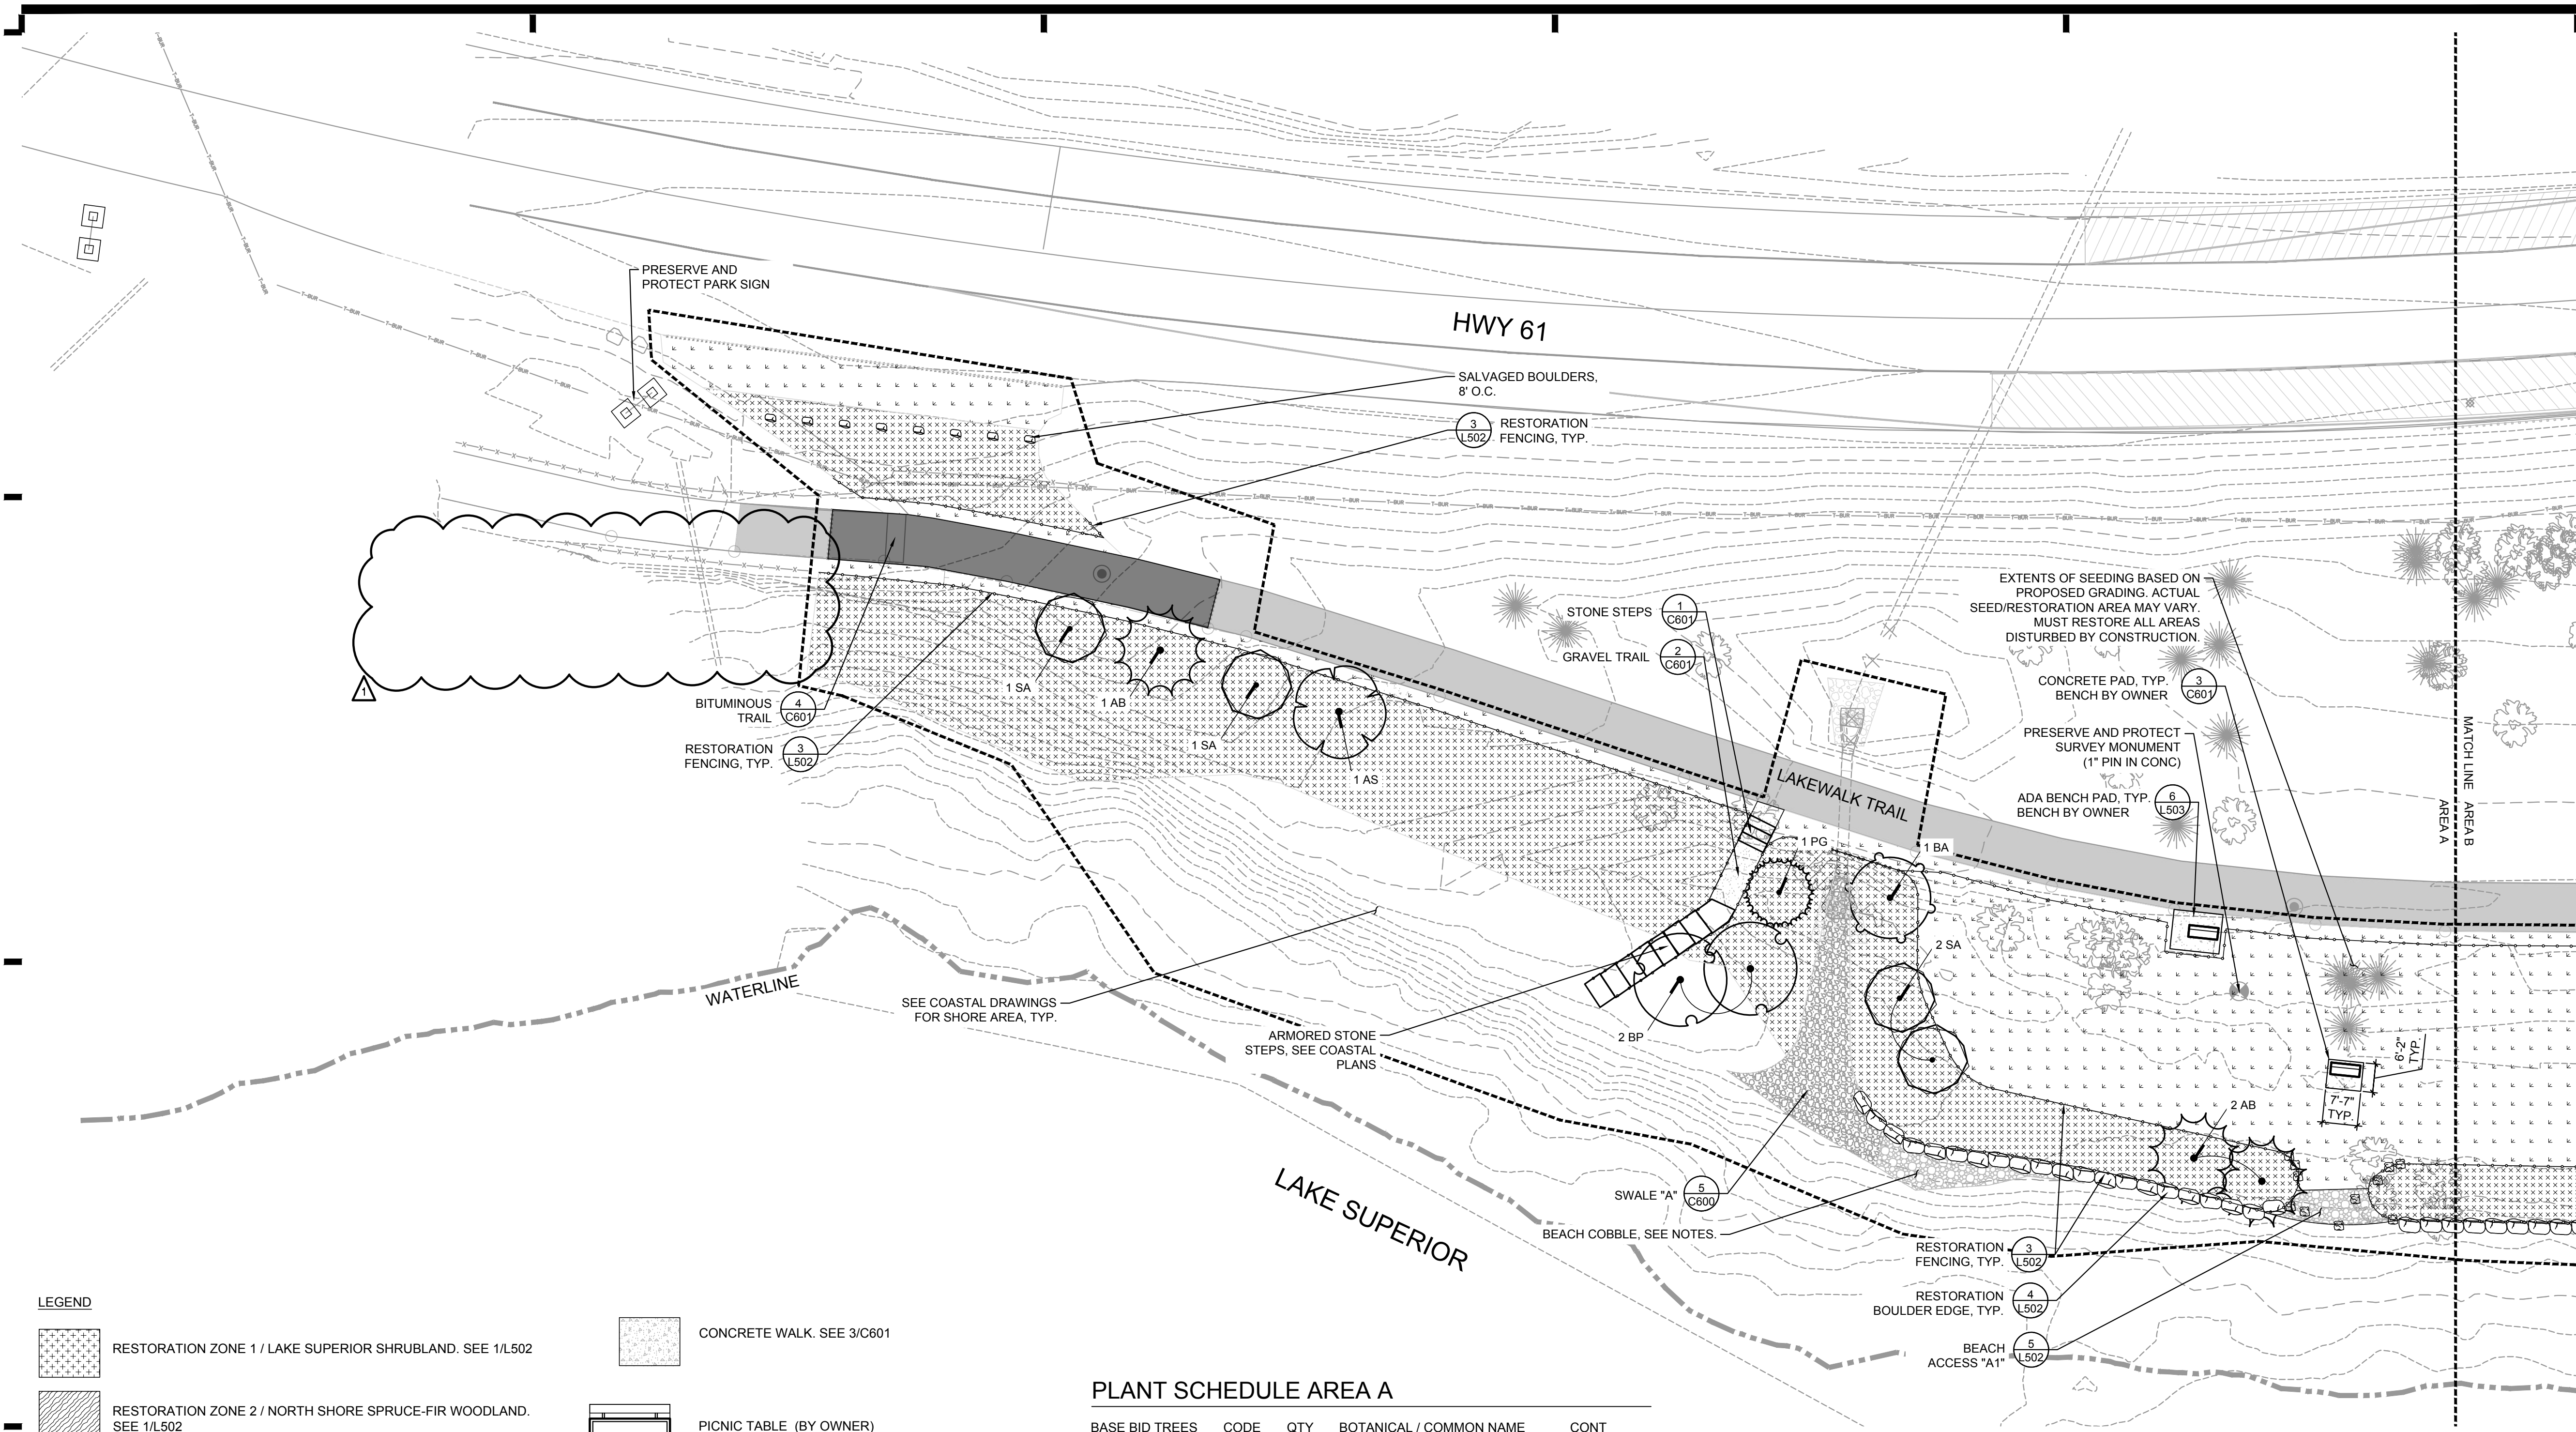 PRESERVE AND
PROTECT PARK SIGN
HWY 61
SALVAGED BOULDERS,
8' O.C.
3
L502
RESTORATION
FENCING, TYP.
1
BITUMINOUS
TRAIL
4
C601
RESTORATION
FENCING, TYP.
3
L502
1 SA
1 AB
1 SA
1 AS
STONE STEPS
1
C601
GRAVEL TRAIL
2
C601
LAKEWALK TRAIL
EXTENTS OF SEEDING BASED ON
PROPOSED GRADING. ACTUAL
SEED/RESTORATION AREA MAY VARY.
MUST RESTORE ALL AREAS
DISTURBED BY CONSTRUCTION.
CONCRETE PAD, TYP.
BENCH BY OWNER
3
C601
PRESERVE AND PROTECT
SURVEY MONUMENT
(1" PIN IN CONC)
ADA BENCH PAD, TYP.
BENCH BY OWNER
6
L503
MATCH LINE
AREA A
AREA B
1 PG
1 BA
2 SA
2 BP
2 AB
6'-2"
TYP.
7'-7"
TYP.
WATERLINE
SEE COASTAL DRAWINGS
FOR SHORE AREA, TYP.
ARMORED STONE
STEPS, SEE COASTAL
PLANS
LAKE SUPERIOR
SWALE "A"
5
C600
BEACH COBBLE, SEE NOTES.
RESTORATION
FENCING, TYP.
3
L502
RESTORATION
BOULDER EDGE, TYP.
4
L502
BEACH
ACCESS "A1"
5
L502
LEGEND
RESTORATION ZONE 1 / LAKE SUPERIOR SHRUBLAND. SEE 1/L502
RESTORATION ZONE 2 / NORTH SHORE SPRUCE-FIR WOODLAND.
SEE 1/L502
CONCRETE WALK. SEE 3/C601
PICNIC TABLE (BY OWNER)
PLANT SCHEDULE AREA A
BASE BID TREES CODE QTY BOTANICAL / COMMON NAME CONT